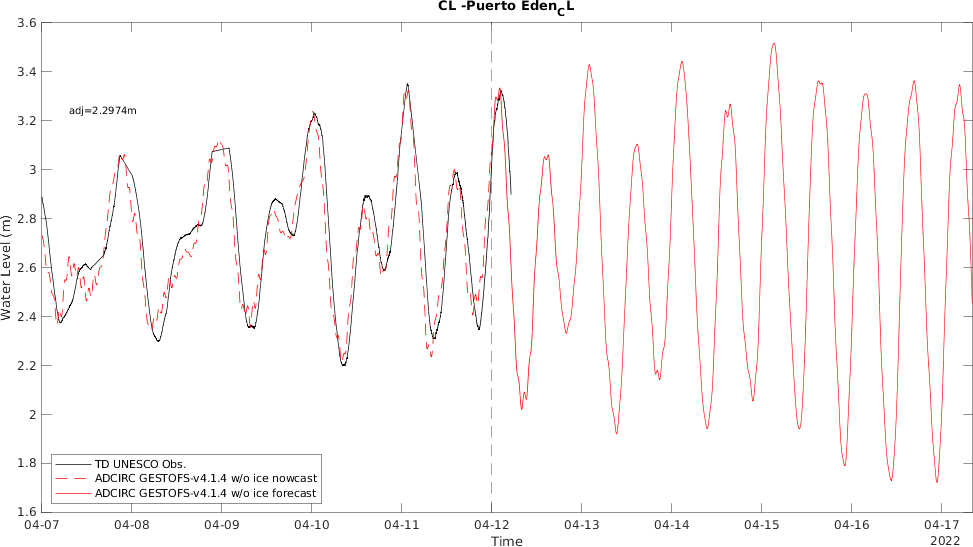 CL -Puerto Eden_CL
adj=2.2974m
3.6
3.4
3.2
3
2.8
2.6
2.4
2.2
2
1.8
1.6
Water Level (m)
TD UNESCO Obs.
ADCIRC GESTOFS-v4.1.4 w/o ice nowcast
ADCIRC GESTOFS-v4.1.4 w/o ice forecast
04-07 04-08 04-09 04-10 04-11 04-12 04-13 04-14 04-15 04-16 04-17
Time
2022